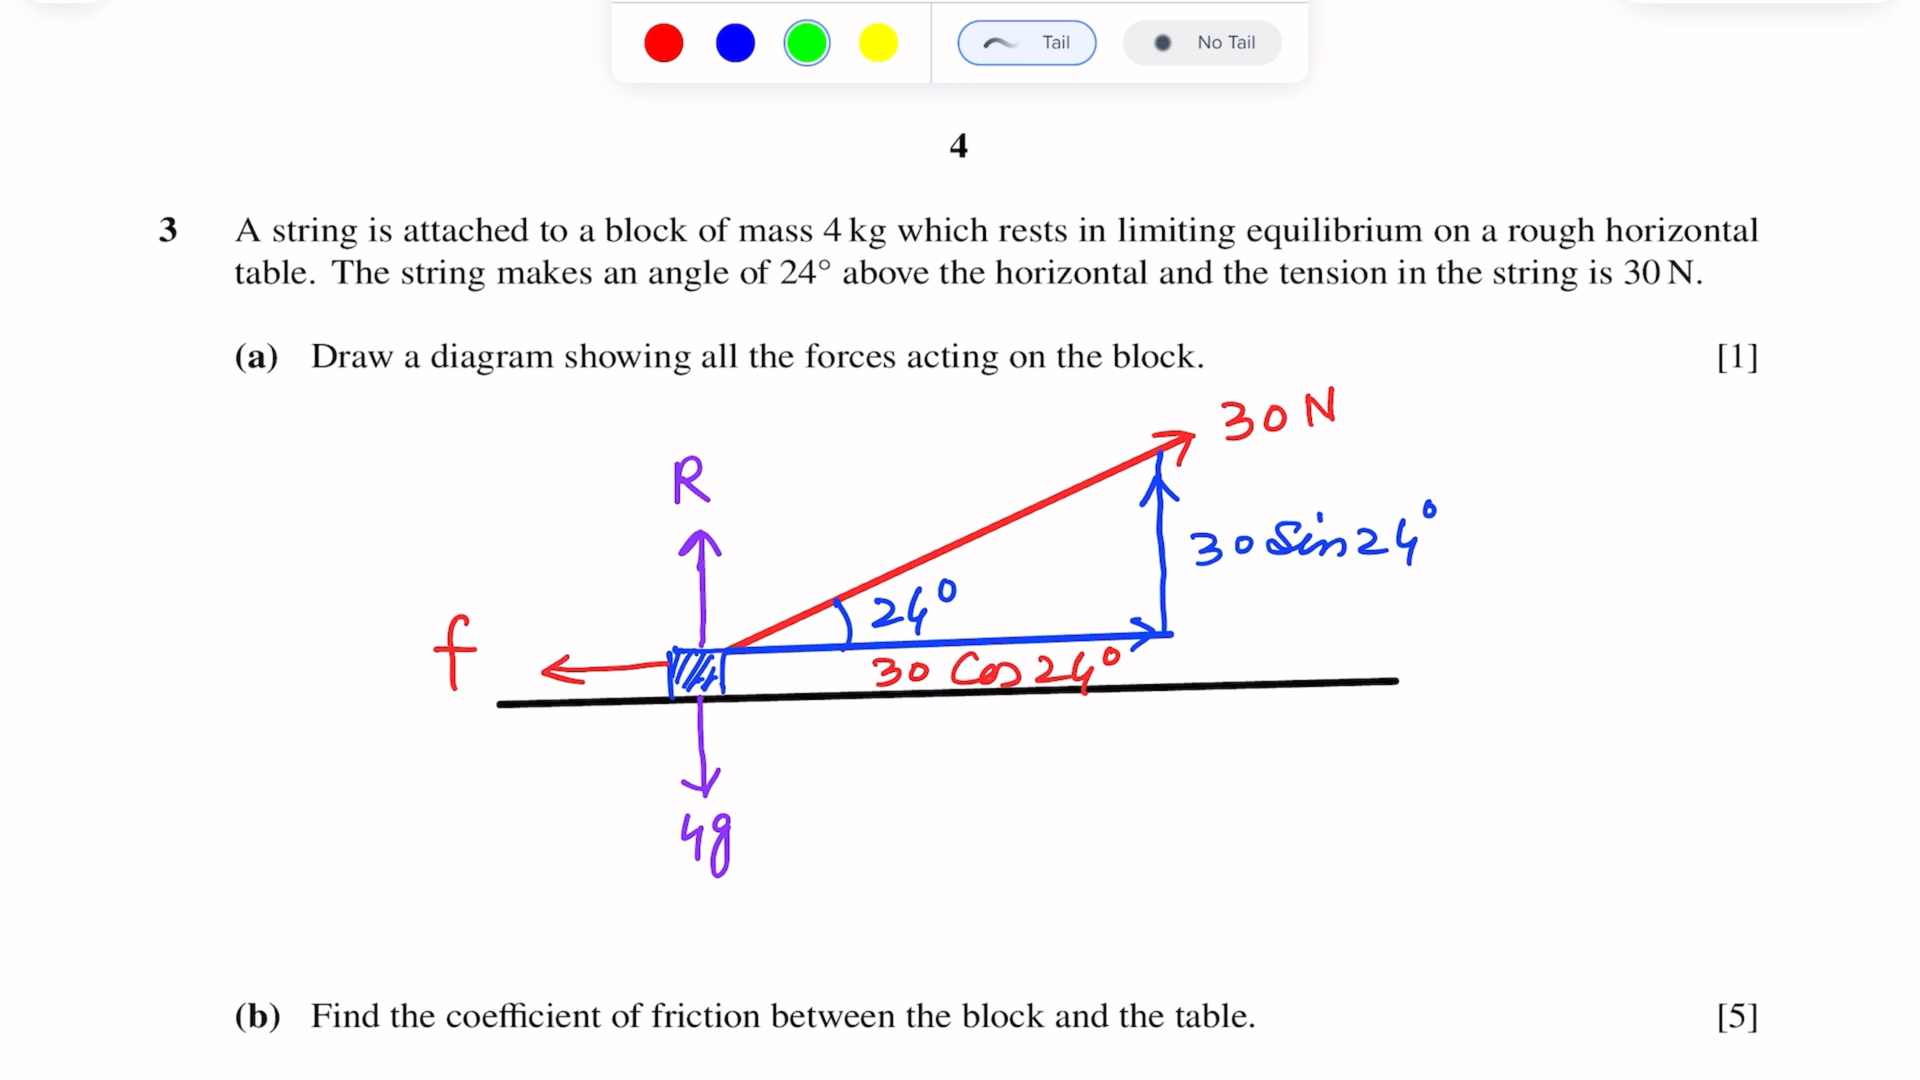 Tail
No Tail
4
3 A string is attached to a block of mass 4 kg which rests in limiting equilibrium on a rough horizontal
table. The string makes an angle of 24° above the horizontal and the tension in the string is 30 N.
(a) Draw a diagram showing all the forces acting on the block. [1]
30 N
R
30 Sin 24°
24°
f
30 Cos 24°
4g
(b) Find the coefficient of friction between the block and the table. [5]